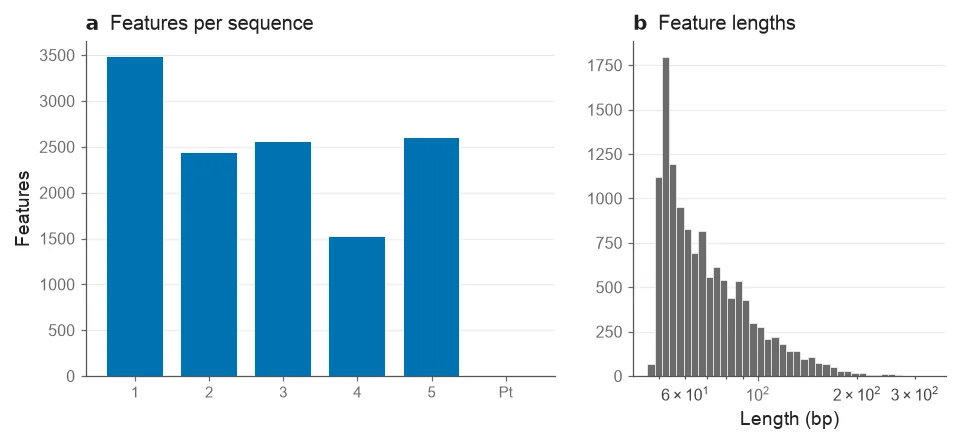 a Features per sequence
3500
3000
2500
2000
1500
1000
500
0
Features
1 2 3 4 5 Pt
b Feature lengths
1750
1500
1250
1000
750
500
250
0
6 × 10¹ 10² 2 × 10² 3 × 10²
Length (bp)